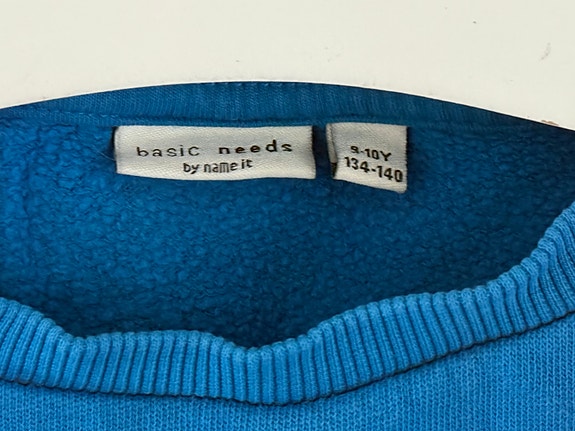 basic needs
by name it
9-10Y
134-140